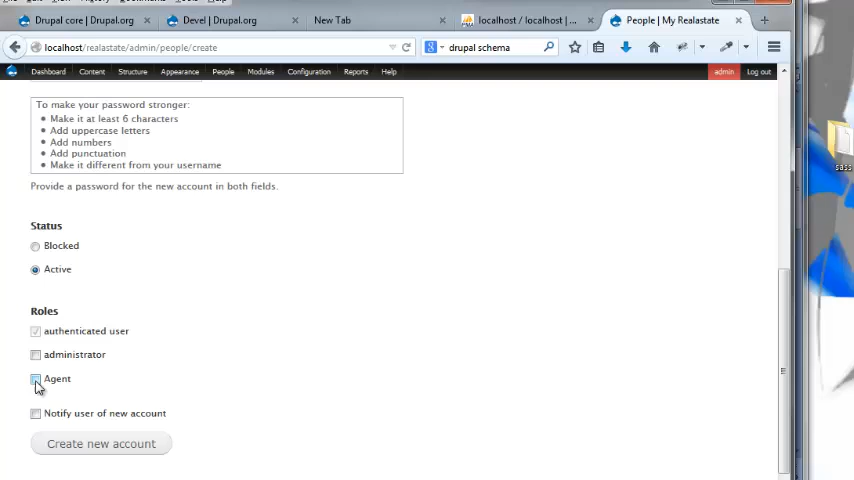 Drupal core | Drupal.org
Devel | Drupal.org
New Tab
localhost / localhost | ...
People | My Realastate
localhost/realastate/admin/people/create
drupal schema
Dashboard Content Structure Appearance People Modules Configuration Reports Help
admin Log out
To make your password stronger:
Make it at least 6 characters
Add uppercase letters
Add numbers
Add punctuation
Make it different from your username
Provide a password for the new account in both fields.
Status
Blocked
Active
Roles
authenticated user
administrator
Agent
Notify user of new account
Create new account
sass